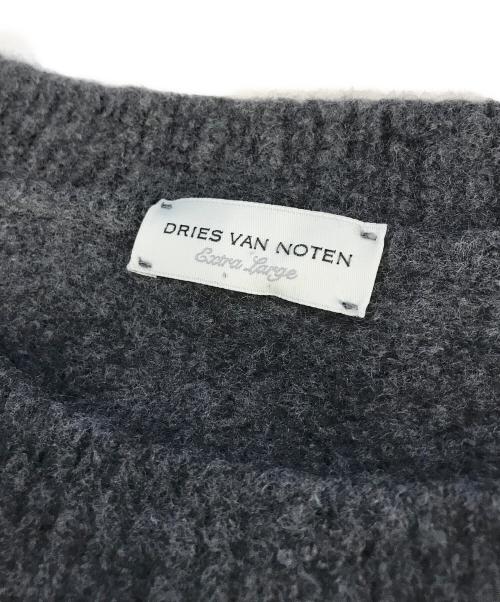 DRIES VAN NOTEN
Extra Large